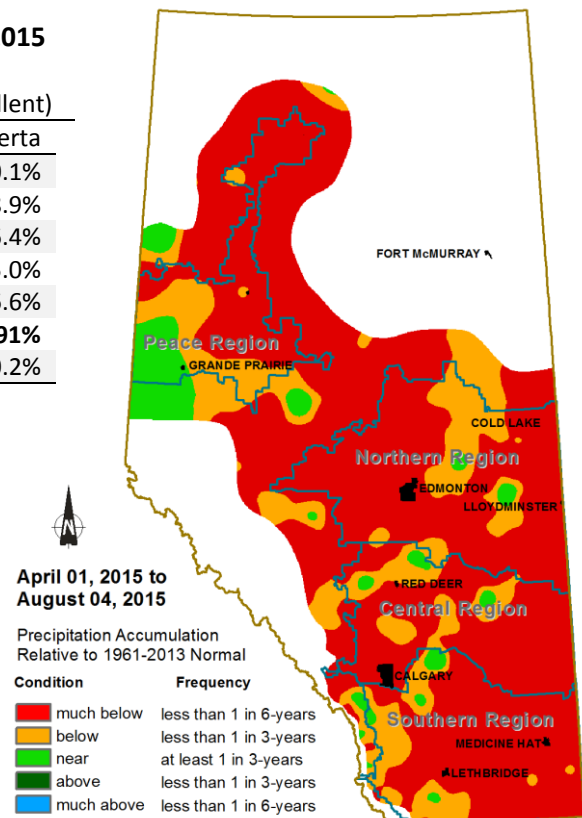 015
llent)
erta
0.1%
.9%
.4%
.0%
.6%
91%
0.2%
FORT McMURRAY
Peace Region
GRANDE PRAIRIE
COLD LAKE
Northern Region
EDMONTON
LLOYDMINSTER
N
RED DEER
Central Region
CALGARY
Southern Region
MEDICINE HAT
LETHBRIDGE
April 01, 2015 to
August 04, 2015
Precipitation Accumulation
Relative to 1961-2013 Normal
Condition Frequency
much below less than 1 in 6-years
below less than 1 in 3-years
near at least 1 in 3-years
above less than 1 in 3-years
much above less than 1 in 6-years